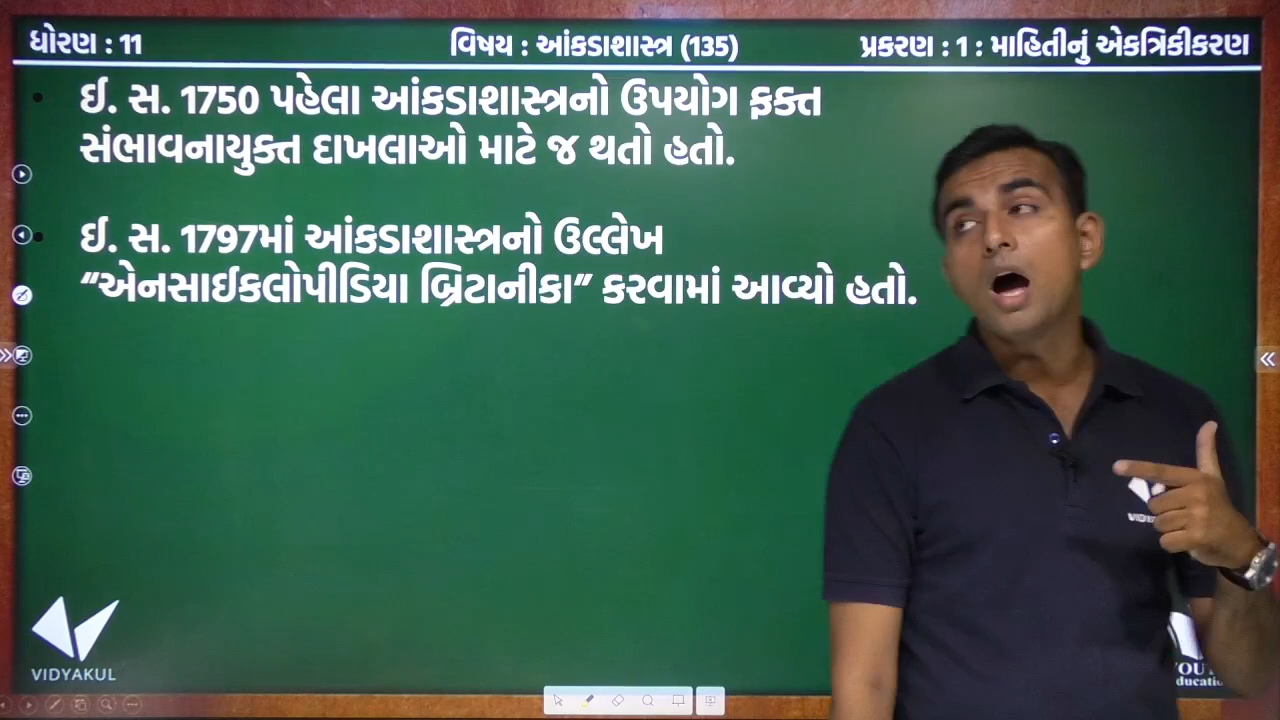 ધોરણ : 11
વિષય : આંકડાશાસ્ત્ર (135)
પ્રકરણ : 1 : માહિતીનું એકત્રિકીકરણ
ઈ. સ. 1750 પહેલા આંકડાશાસ્ત્રનો ઉપયોગ ફક્ત
સંભાવનાયુક્ત દાખલાઓ માટે જ થતો હતો.
ઈ. સ. 1797માં આંકડાશાસ્ત્રનો ઉલ્લેખ
“એનસાઈકલોપીડિયા બ્રિટાનીકા” કરવામાં આવ્યો હતો.
VIDYAKUL